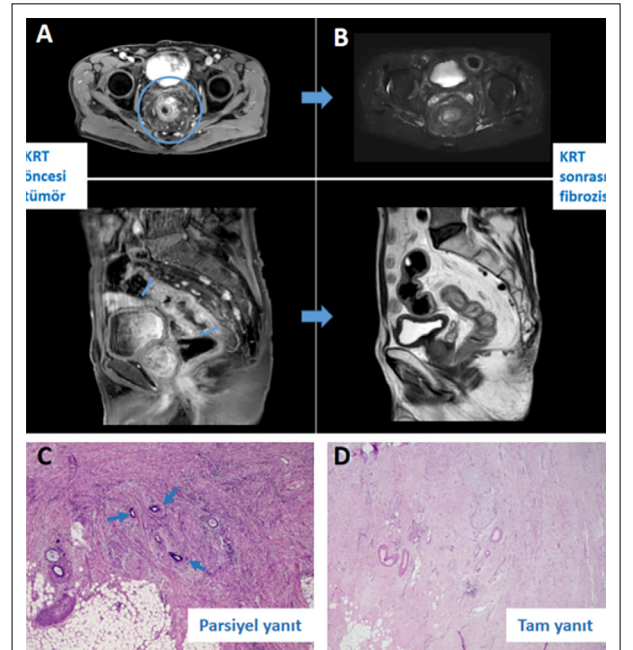 A
B
KRT
öncesi
tümör
KRT
sonrası
fibrozis
C
D
Parsiyel yanıt
Tam yanıt